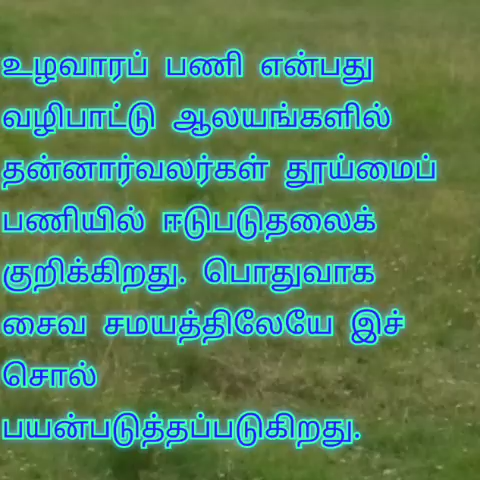 உழவாரப் பணி என்பது
வழிபாட்டு ஆலயங்களில்
தன்னார்வலர்கள் தூய்மைப்
பணியில் ஈடுபடுதலைக்
குறிக்கிறது. பொதுவாக
சைவ சமயத்திலேயே இச்
சொல்
பயன்படுத்தப்படுகிறது.